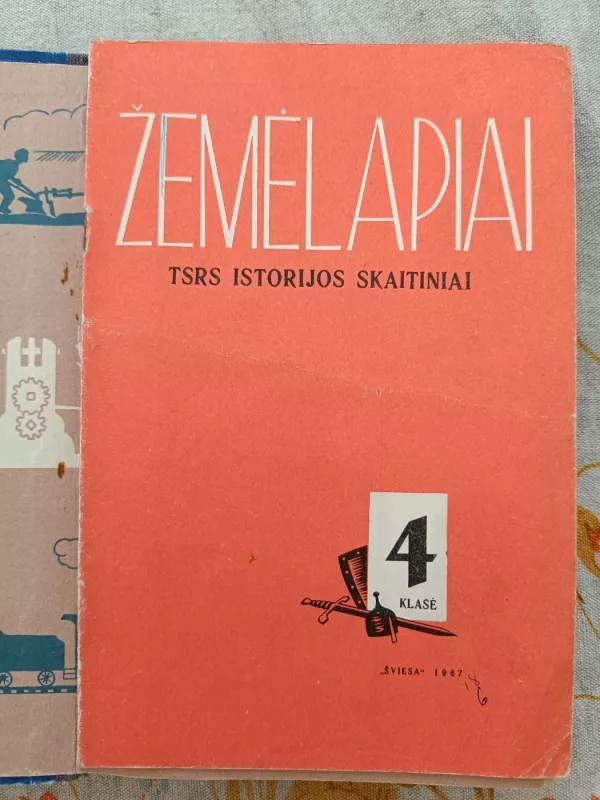 ŽEMĖLAPIAI
TSRS ISTORIJOS SKAITINIAI
4
KLASĖ
„ŠVIESA“ 1967